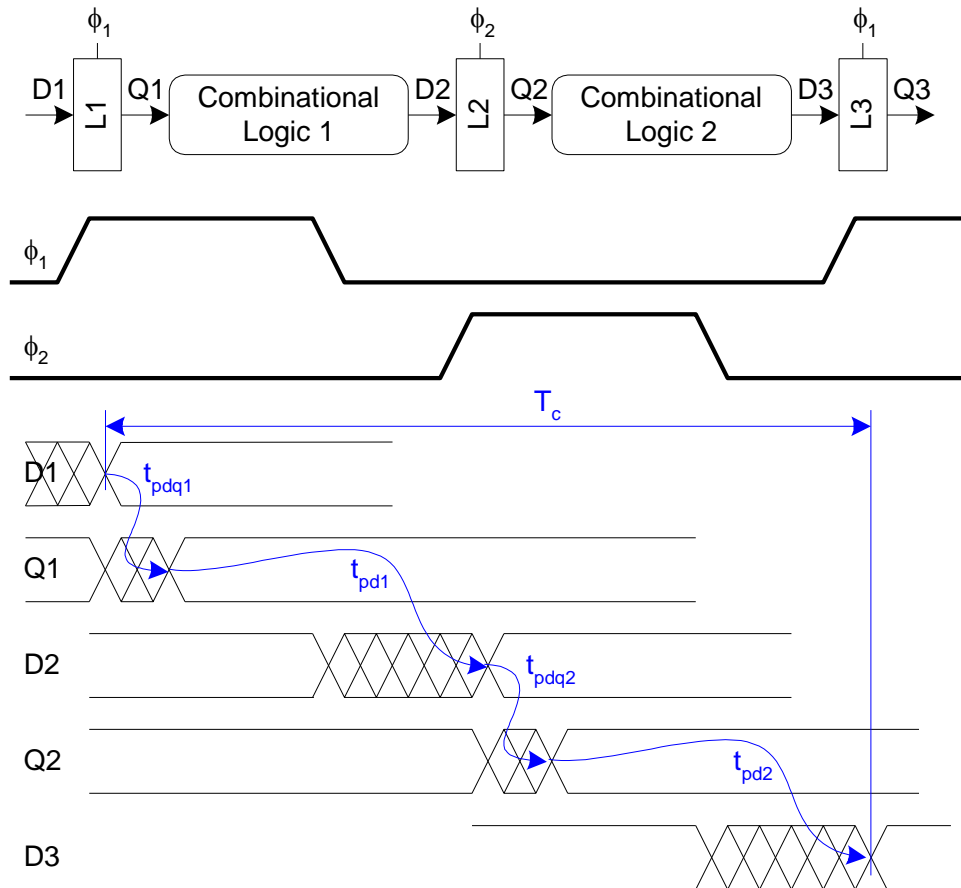 ϕ1 ϕ2 ϕ1
D1 L1 Q1 Combinational Logic 1 D2 L2 Q2 Combinational Logic 2 D3 L3 Q3
ϕ1
ϕ2
Tc
D1 tpdq1
Q1 tpd1
D2 tpdq2
Q2 tpd2
D3